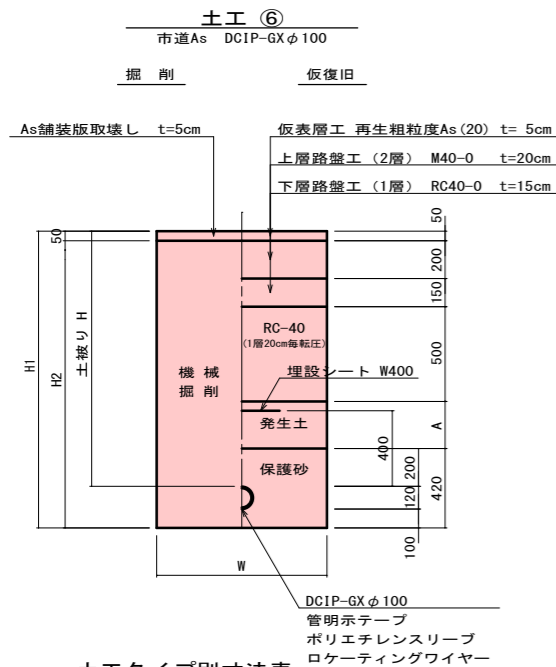 土工 ⑥
市道As DCIP-GXφ100
掘 削
仮復旧
As舗装版取壊し t=5cm
仮表層工 再生粗粒度As(20) t= 5cm
上層路盤工 (2層) M40-0 t=20cm
下層路盤工 (1層) RC40-0 t=15cm
50
50
200
150
500
A
420
400
200
120
100
H1
H2
土被り H
RC-40
(1層20cm毎転圧)
機 械
掘 削
埋設シート W400
発生土
保護砂
W
DCIP-GXφ100
管明示テープ
ポリエチレンスリーブ
ロケーティングワイヤー